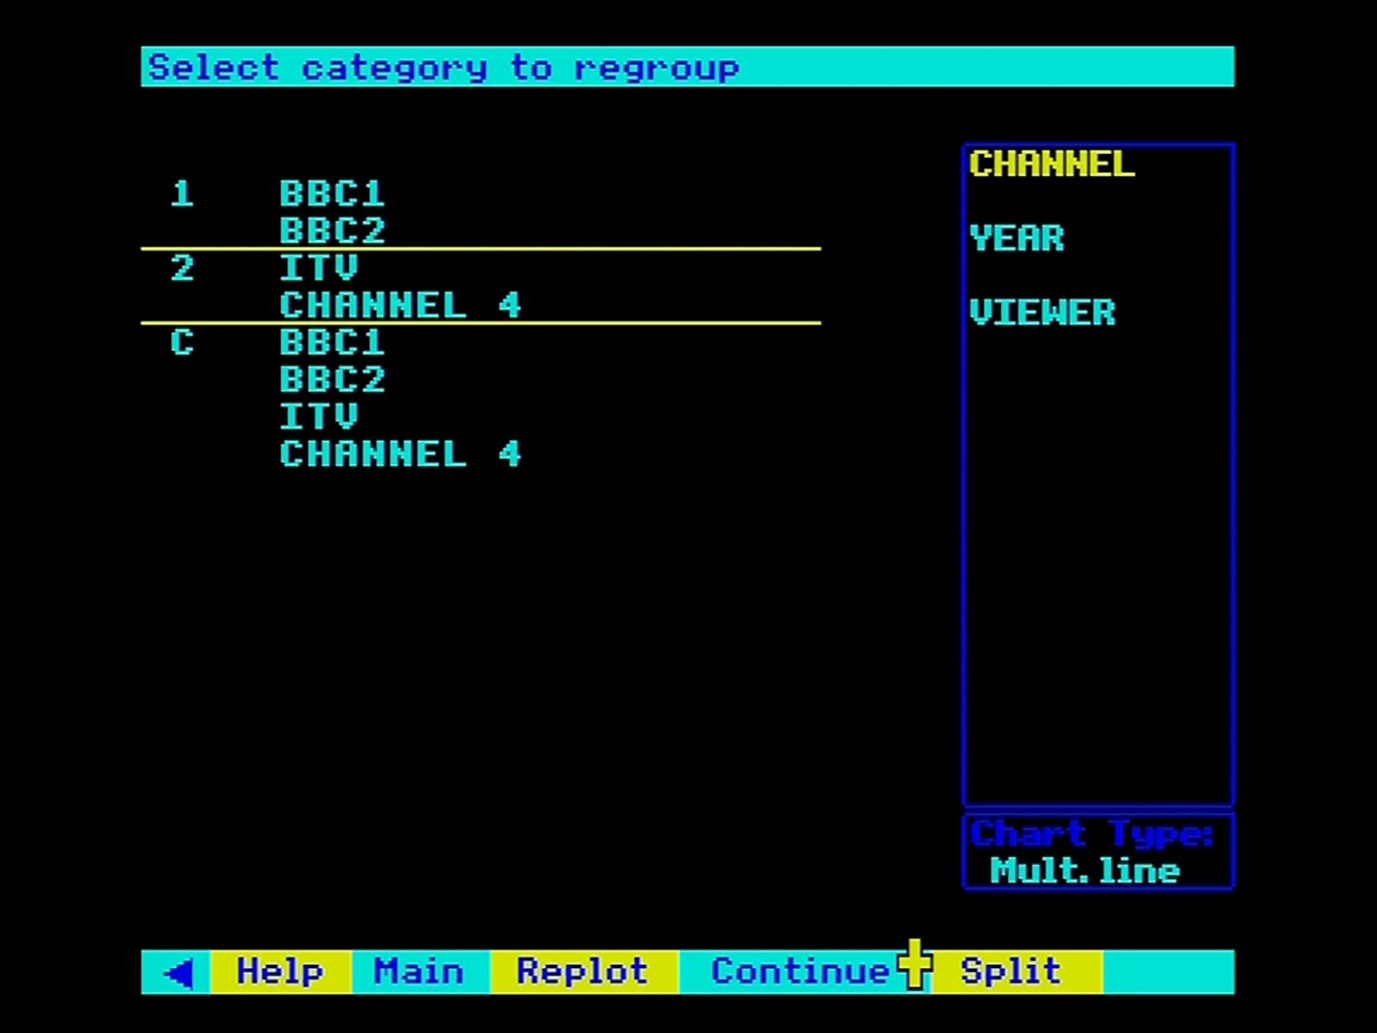 Select category to regroup
1 BBC1
BBC2
2 ITV
CHANNEL 4
C BBC1
BBC2
ITV
CHANNEL 4
CHANNEL
YEAR
VIEWER
Chart Type:
Mult.line
Help Main Replot Continue Split